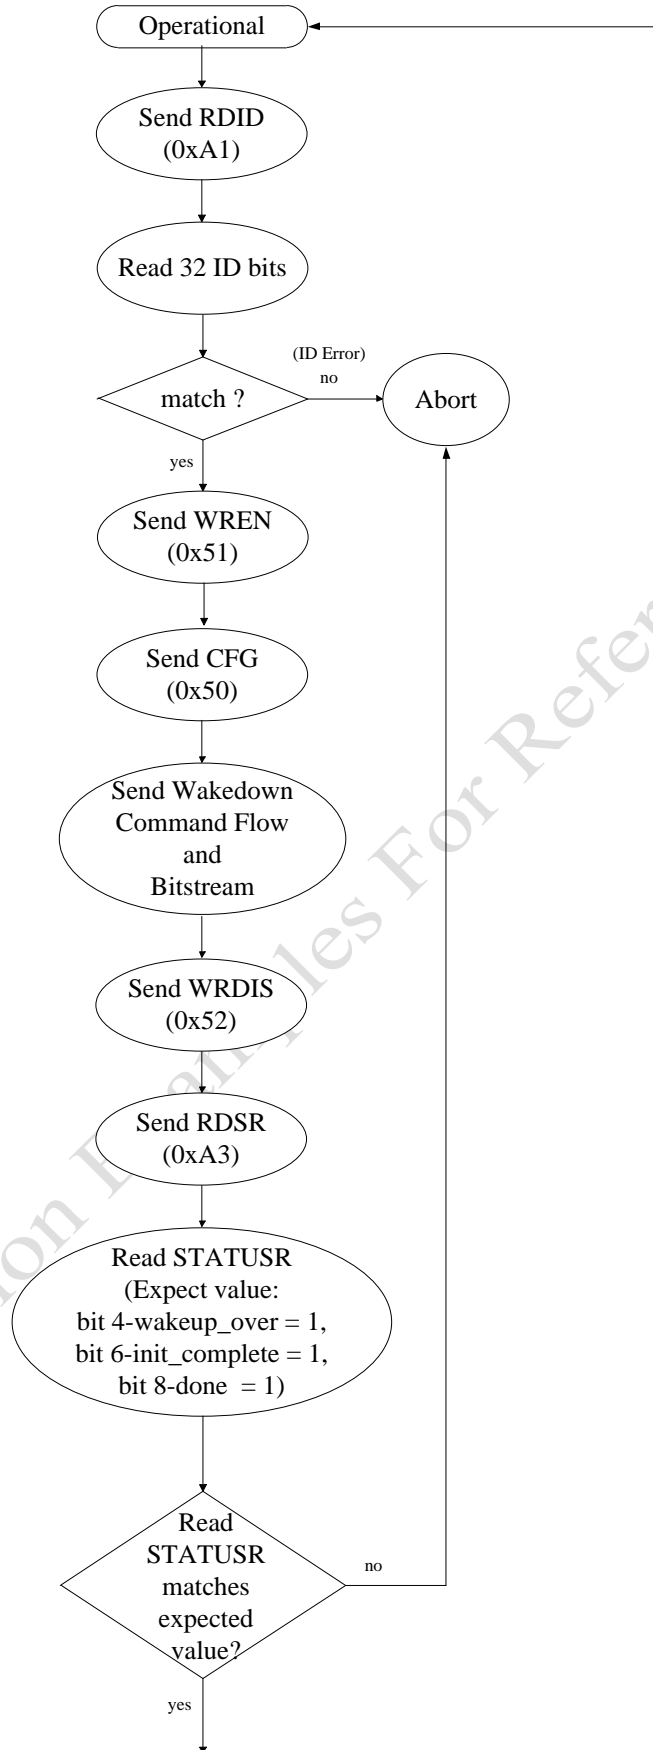 Operational
Send RDID
(0xA1)
Read 32 ID bits
match ?
(ID Error)
no
Abort
yes
Send WREN
(0x51)
Send CFG
(0x50)
Send Wakedown
Command Flow
and
Bitstream
Send WRDIS
(0x52)
Send RDSR
(0xA3)
Read STATUSR
(Expect value:
bit 4-wakeup_over = 1,
bit 6-init_complete = 1,
bit 8-done = 1)
Read
STATUSR
matches
expected
value?
no
yes
For